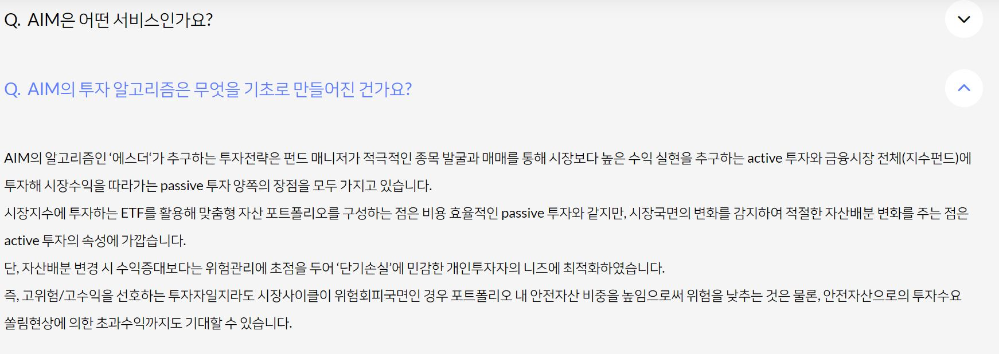 Q. AIM은 어떤 서비스인가요?
Q. AIM의 투자 알고리즘은 무엇을 기초로 만들어진 건가요?
AIM의 알고리즘인 ‘에스더‘가 추구하는 투자전략은 펀드 매니저가 적극적인 종목 발굴과 매매를 통해 시장보다 높은 수익 실현을 추구하는 active 투자와 금융시장 전체(지수펀드)에
투자해 시장수익을 따라가는 passive 투자 양쪽의 장점을 모두 가지고 있습니다.
시장지수에 투자하는 ETF를 활용해 맞춤형 자산 포트폴리오를 구성하는 점은 비용 효율적인 passive 투자와 같지만, 시장국면의 변화를 감지하여 적절한 자산배분 변화를 주는 점은
active 투자의 속성에 가깝습니다.
단, 자산배분 변경 시 수익증대보다는 위험관리에 초점을 두어 ‘단기손실’에 민감한 개인투자자의 니즈에 최적화하였습니다.
즉, 고위험/고수익을 선호하는 투자자일지라도 시장사이클이 위험회피국면인 경우 포트폴리오 내 안전자산 비중을 높임으로써 위험을 낮추는 것은 물론, 안전자산으로의 투자수요
쏠림현상에 의한 초과수익까지도 기대할 수 있습니다.